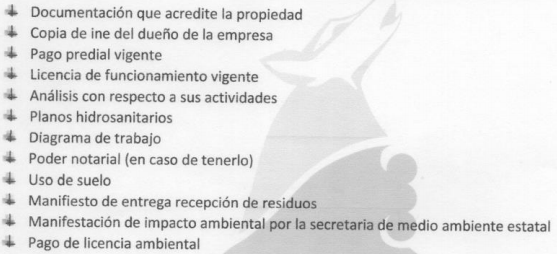 Documentación que acredite la propiedad
Copia de ine del dueño de la empresa
Pago predial vigente
Licencia de funcionamiento vigente
Análisis con respecto a sus actividades
Planos hidrosanitarios
Diagrama de trabajo
Poder notarial (en caso de tenerlo)
Uso de suelo
Manifiesto de entrega recepción de residuos
Manifestación de impacto ambiental por la secretaria de medio ambiente estatal
Pago de licencia ambiental